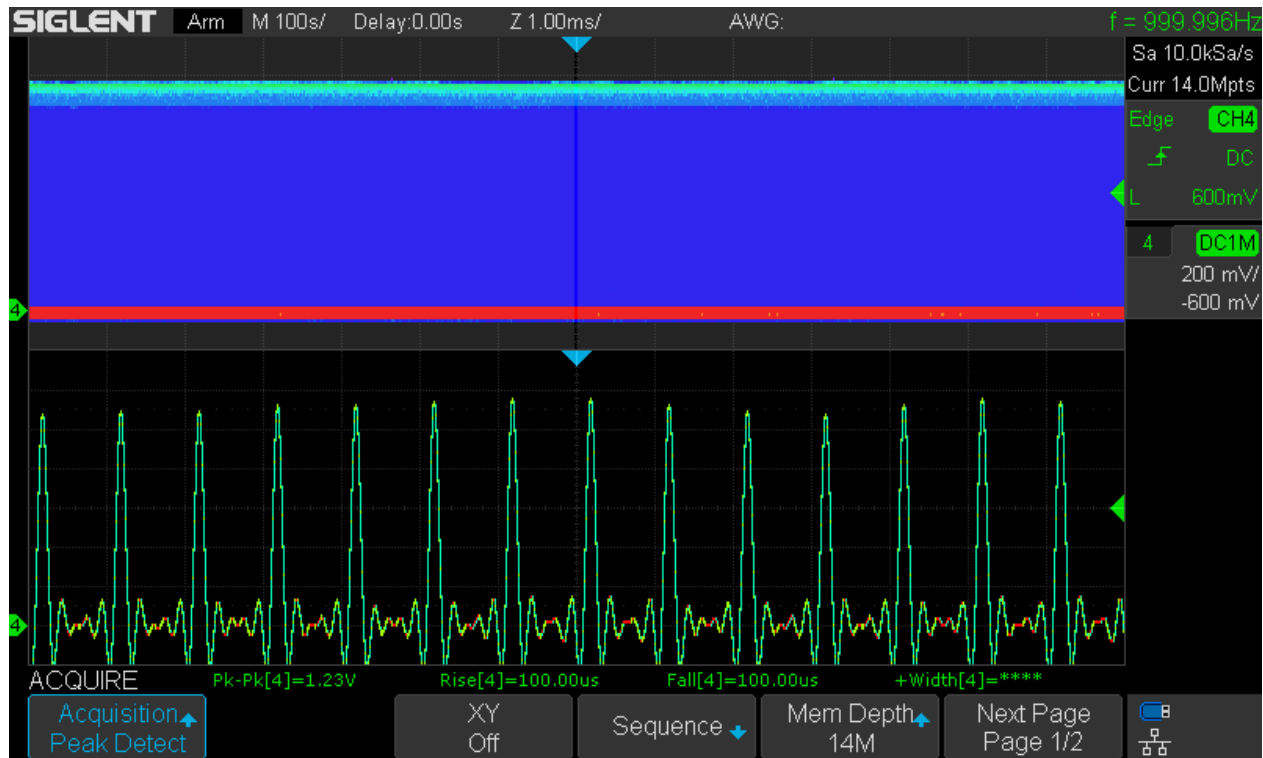 SIGLENT Arm M 100s/ Delay:0.00s Z 1.00ms/ AWG: f = 999.996Hz
Sa 10.0kSa/s
Curr 14.0Mpts
Edge CH4
DC
L 600mV
4 DC1M
200 mV/
-600 mV
4
4
ACQUIRE Pk-Pk[4]=1.23V Rise[4]=100.00us Fall[4]=100.00us +Width[4]=****
Acquisition XY Sequence Mem Depth Next Page
Peak Detect Off 14M Page 1/2